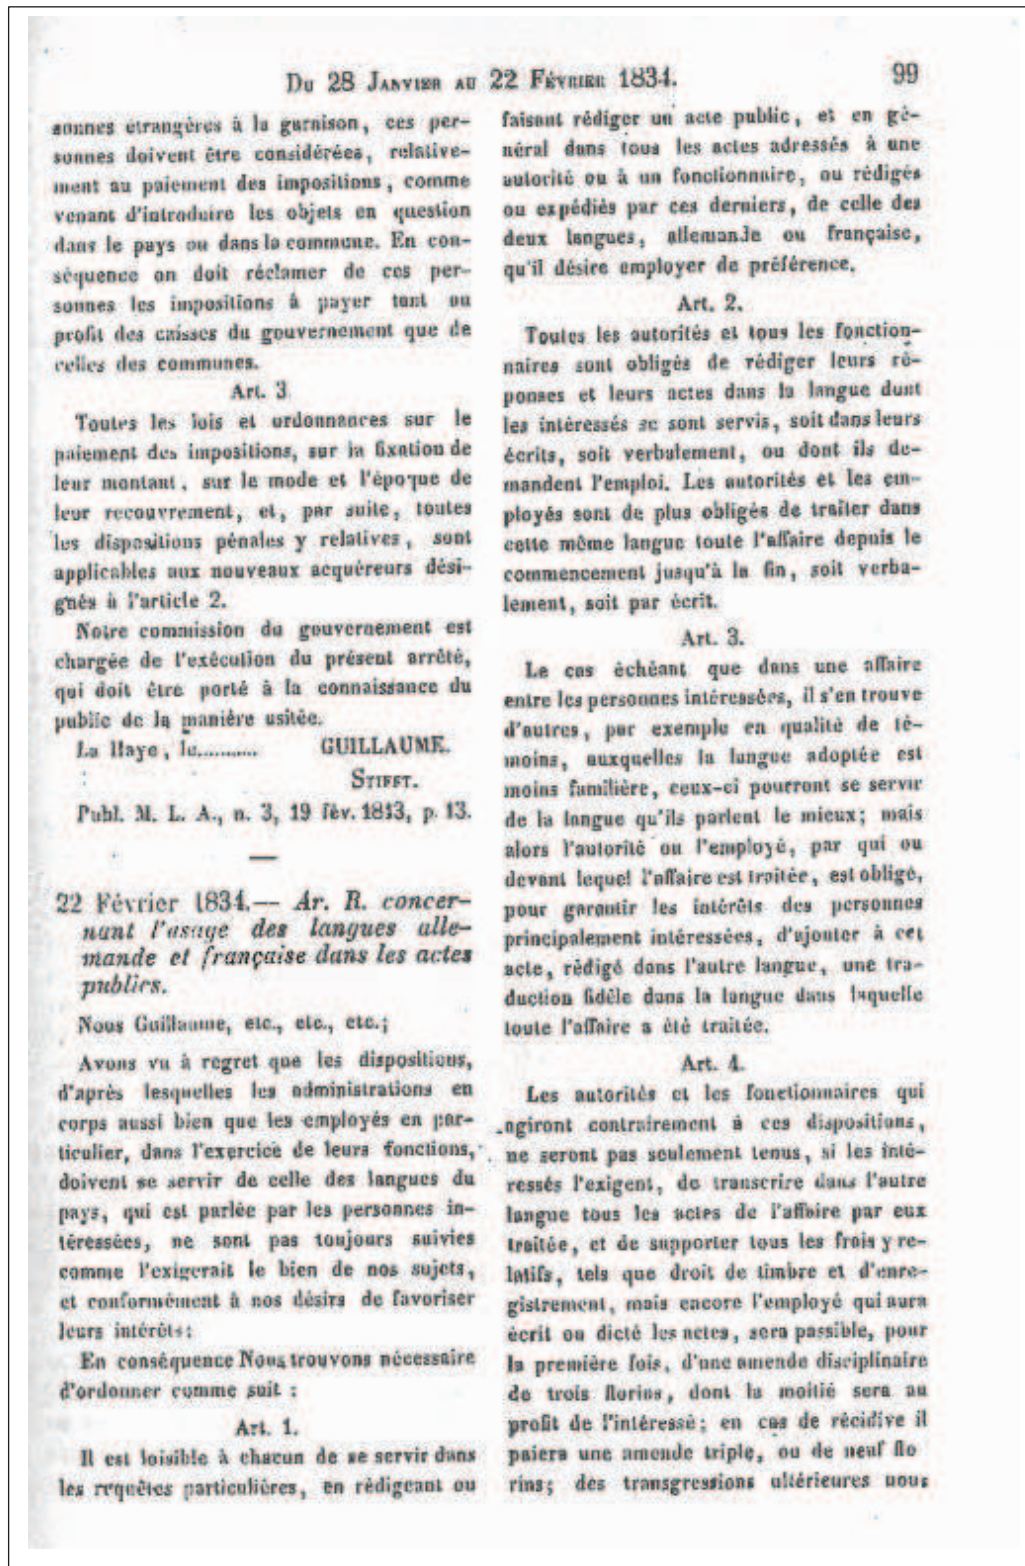 Du 28 Janvier au 22 Février 1834.
99
sonnes étrangères à la garnison, ces per-
sonnes doivent être considérées, relative-
ment au paiement des impositions, comme
venant d'introduire les objets en question
dans le pays ou dans la commune. En con-
séquence on doit réclamer de ces per-
sonnes les impositions à payer tant au
profit des caisses du gouvernement que de
celles des communes.
Art. 3
Toutes les lois et ordonnances sur le
paiement des impositions, sur la fixation de
leur montant, sur le mode et l'époque de
leur recouvrement, et, par suite, toutes
les dispositions pénales y relatives, sont
applicables aux nouveaux acquéreurs dési-
gnés à l'article 2.
Notre commission du gouvernement est
chargée de l'exécution du présent arrêté,
qui doit être porté à la connaissance du
public de la manière usitée.
La Haye, le........... GUILLAUME.
Stifft.
Publ. M. L. A., n. 3, 19 fév. 1843, p. 13.
—
22 Février 1834.— Ar. R. concer-
nant l'usage des langues alle-
mande et française dans les actes
publics.
Nous Guillaume, etc., etc., etc.;
Avons vu à regret que les dispositions,
d'après lesquelles les administrations en
corps aussi bien que les employés en par-
ticulier, dans l'exercice de leurs fonctions,
doivent se servir de celle des langues du
pays, qui est parlée par les personnes in-
téressées, ne sont pas toujours suivies
comme l'exigerait le bien de nos sujets,
et conformément à nos désirs de favoriser
leurs intérêts:
En conséquence Nous trouvons nécessaire
d'ordonner comme suit :
Art. 1.
Il est loisible à chacun de se servir dans
les requêtes particulières, en rédigeant ou
faisant rédiger un acte public, et en gé-
néral dans tous les actes adressés à une
autorité ou à un fonctionnaire, ou rédigés
ou expédiés par ces derniers, de celle des
deux langues, allemande ou française,
qu'il désire employer de préférence.
Art. 2.
Toutes les autorités et tous les fonction-
naires sont obligés de rédiger leurs ré-
ponses et leurs actes dans la langue dont
les intéressés se sont servis, soit dans leurs
écrits, soit verbalement, ou dont ils de-
mandent l'emploi. Les autorités et les em-
ployés sont de plus obligés de traiter dans
cette même langue toute l'affaire depuis le
commencement jusqu'à la fin, soit verba-
lement, soit par écrit.
Art. 3.
Le cas échéant que dans une affaire
entre les personnes intéressées, il s'en trouve
d'autres, par exemple en qualité de té-
moins, auxquelles la langue adoptée est
moins familière, ceux-ci pourront se servir
de la langue qu'ils parlent le mieux; mais
alors l'autorité ou l'employé, par qui ou
devant lequel l'affaire est traitée, est obligé,
pour garantir les intérêts des personnes
principalement intéressées, d'ajouter à cet
acte, rédigé dans l'autre langue, une tra-
duction fidèle dans la langue dans laquelle
toute l'affaire a été traitée.
Art. 4.
Les autorités et les fonctionnaires qui
agiront contrairement à ces dispositions,
ne seront pas seulement tenus, si les inté-
ressés l'exigent, de transcrire dans l'autre
langue tous les actes de l'affaire par eux
traitée, et de supporter tous les frais y re-
latifs, tels que droit de timbre et d'enre-
gistrement, mais encore l'employé qui aura
écrit ou dicté les actes, sera passible, pour
la première fois, d'une amende disciplinaire
de trois florins, dont la moitié sera au
profit de l'intéressé; en cas de récidive il
paiera une amende triple, ou de neuf flo
rins; des transgressions ultérieures nous